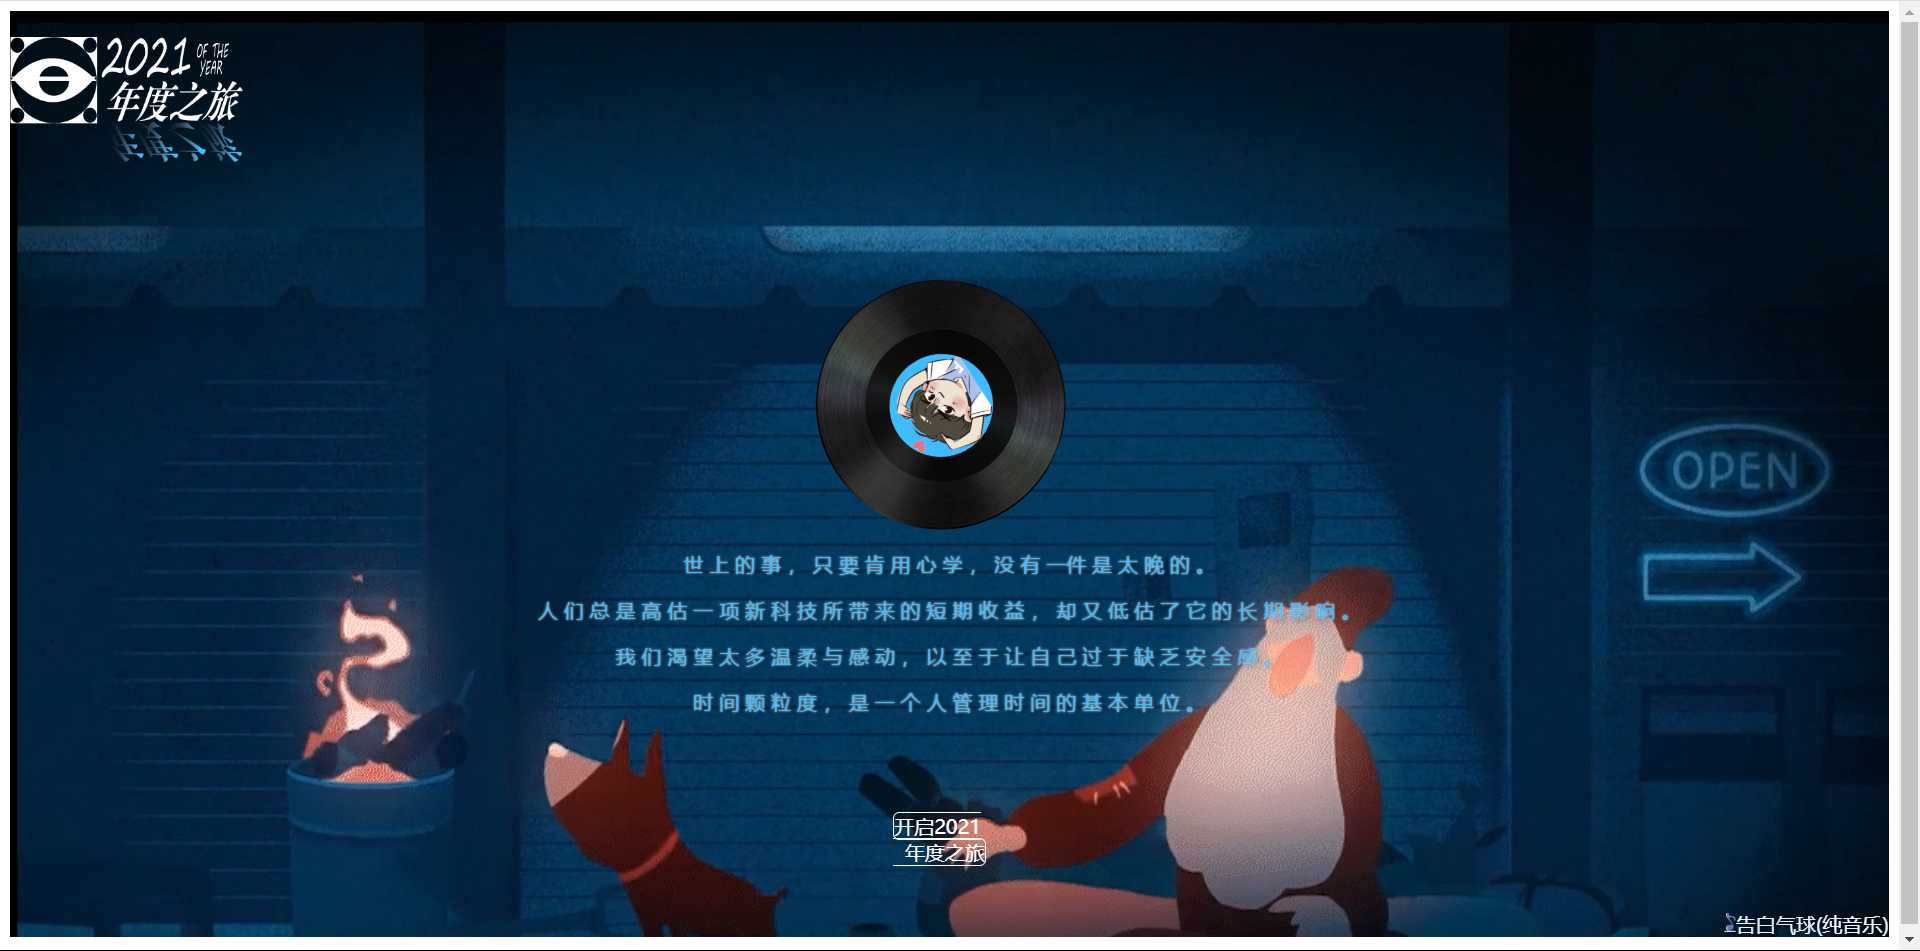 2021 OF THE
YEAR
年度之旅
OPEN
世上的事，只要肯用心学，没有一件是太晚的。
人们总是高估一项新科技所带来的短期收益，却又低估了它的长期影响。
我们渴望太多温柔与感动，以至于让自己过于缺乏安全感。
时间颗粒度，是一个人管理时间的基本单位。
开启2021
年度之旅
告白气球(纯音乐)